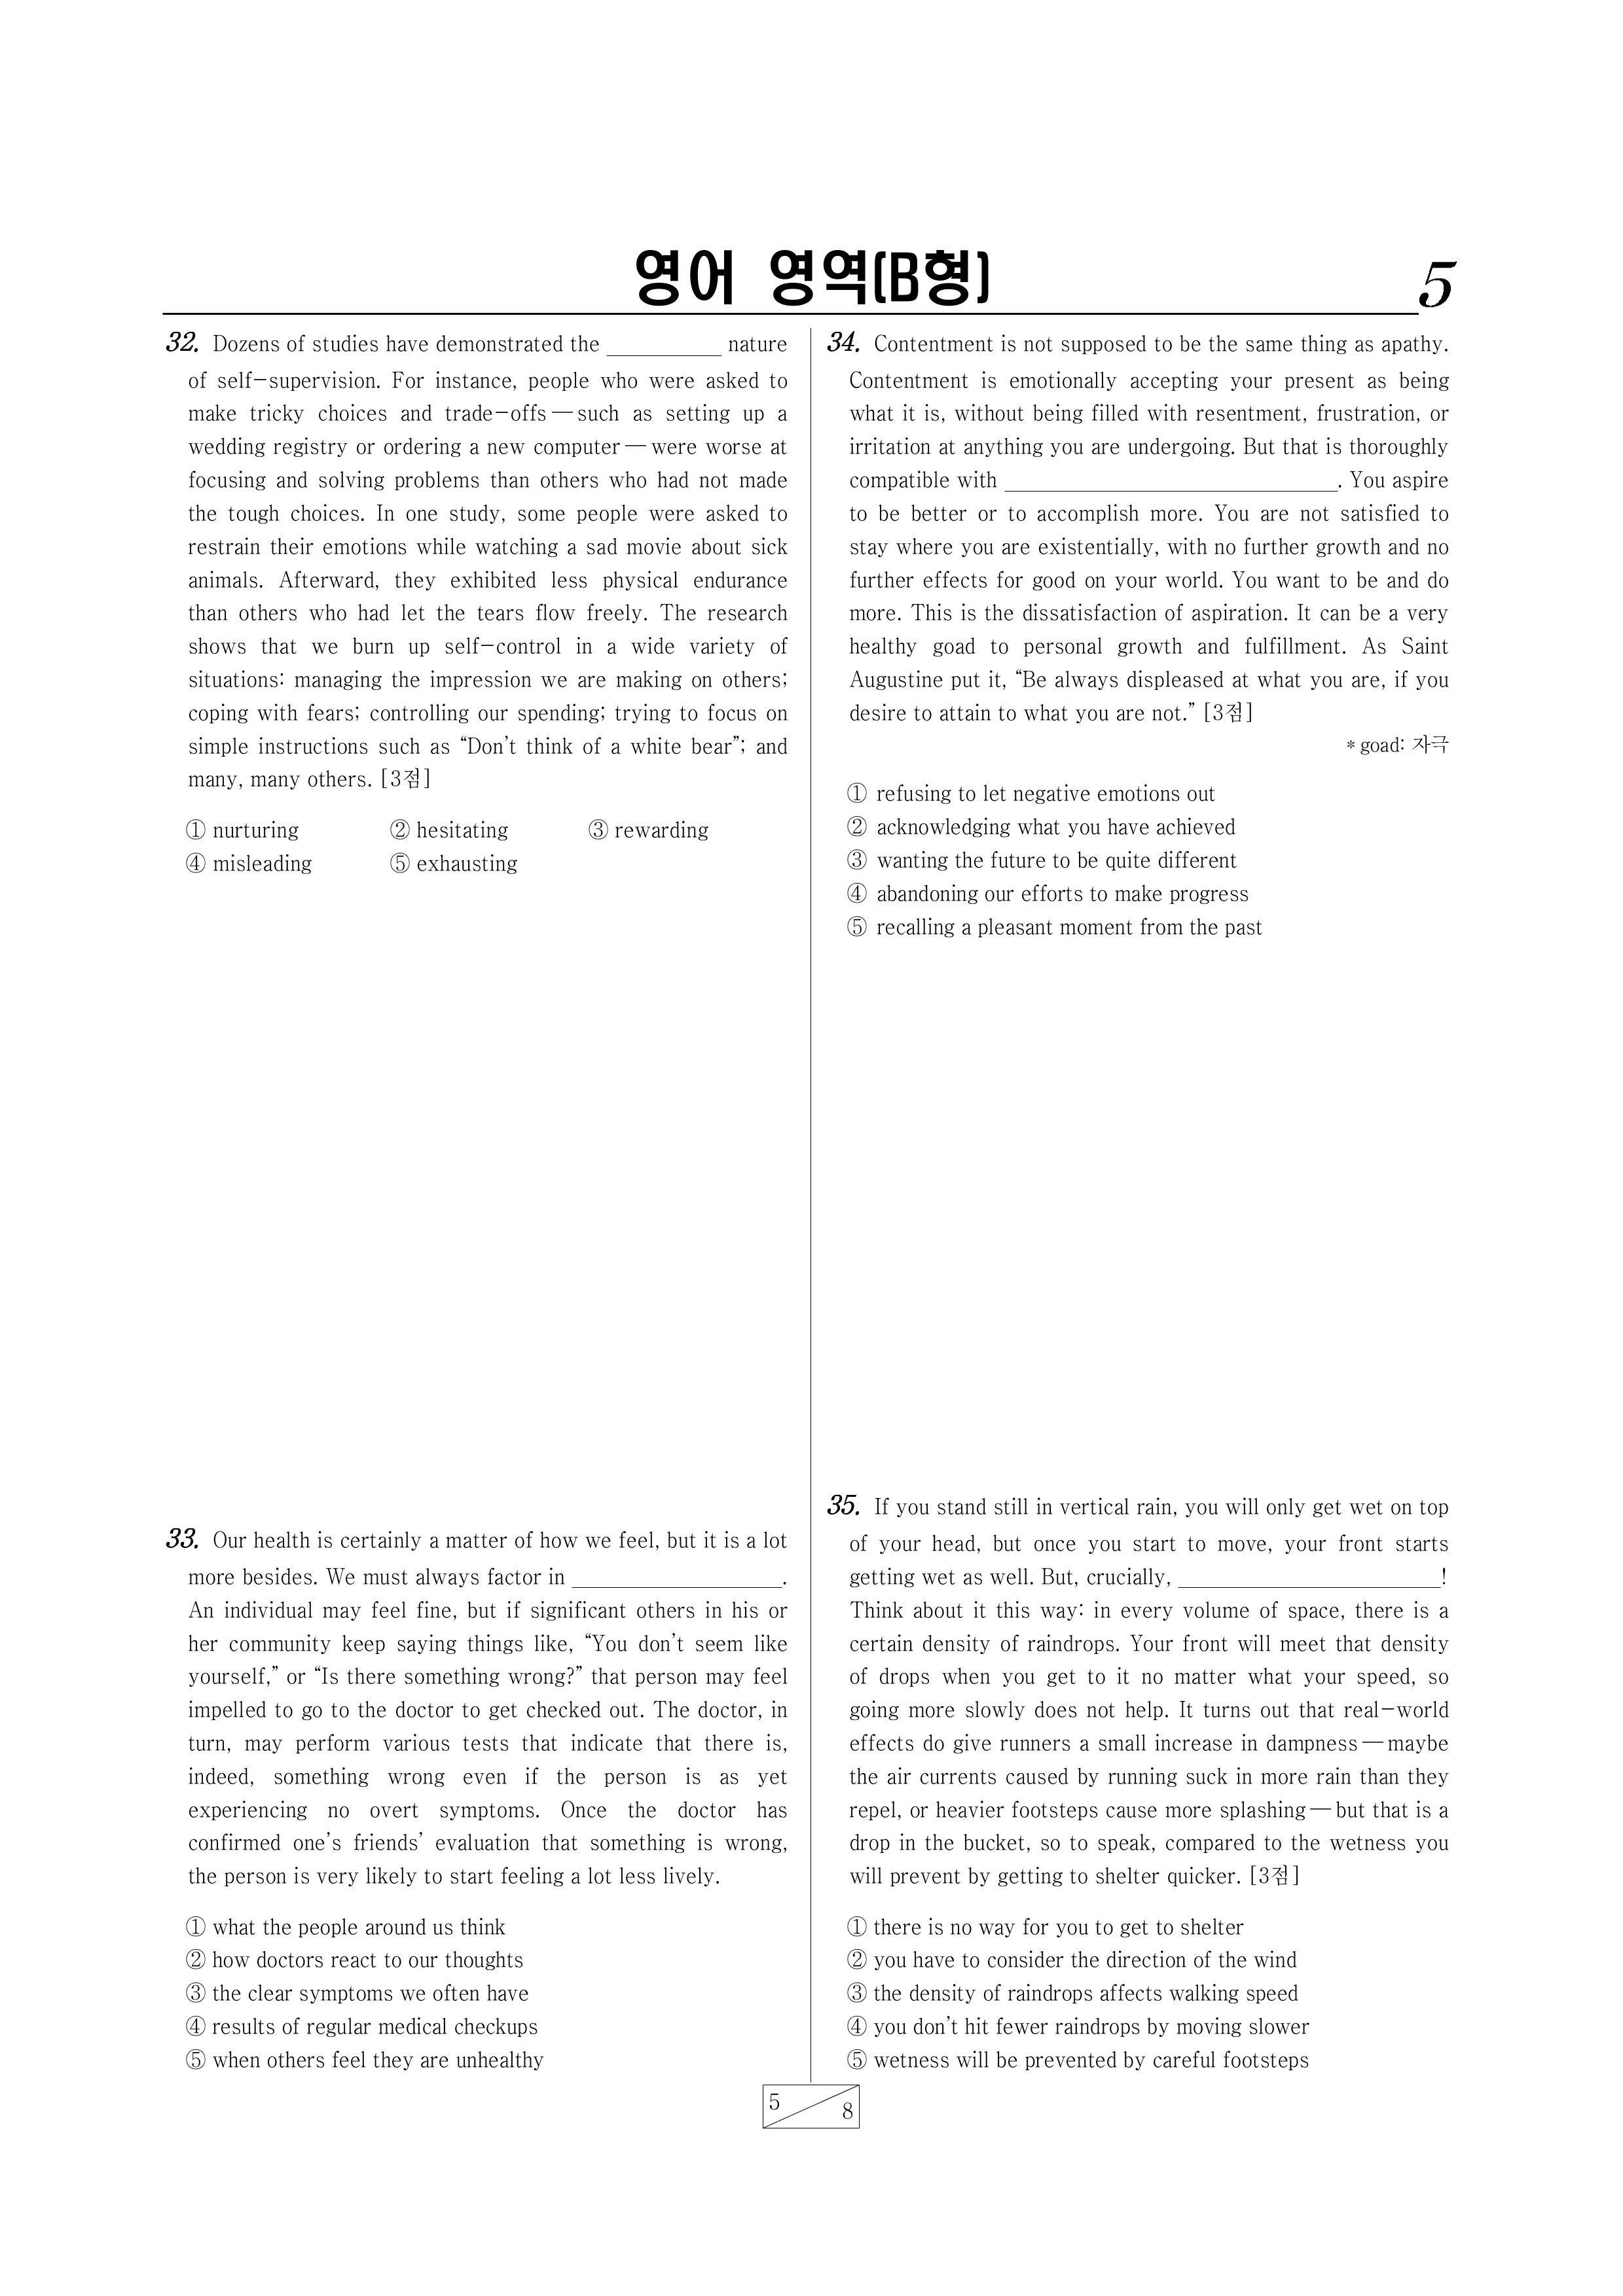 영어 영역(B형)
5
32. Dozens of studies have demonstrated the __________ nature
of self-supervision. For instance, people who were asked to
make tricky choices and trade-offs — such as setting up a
wedding registry or ordering a new computer — were worse at
focusing and solving problems than others who had not made
the tough choices. In one study, some people were asked to
restrain their emotions while watching a sad movie about sick
animals. Afterward, they exhibited less physical endurance
than others who had let the tears flow freely. The research
shows that we burn up self-control in a wide variety of
situations: managing the impression we are making on others;
coping with fears; controlling our spending; trying to focus on
simple instructions such as “Don’t think of a white bear”; and
many, many others. [3점]
① nurturing ② hesitating ③ rewarding
④ misleading ⑤ exhausting
33. Our health is certainly a matter of how we feel, but it is a lot
more besides. We must always factor in __________________.
An individual may feel fine, but if significant others in his or
her community keep saying things like, “You don’t seem like
yourself,” or “Is there something wrong?” that person may feel
impelled to go to the doctor to get checked out. The doctor, in
turn, may perform various tests that indicate that there is,
indeed, something wrong even if the person is as yet
experiencing no overt symptoms. Once the doctor has
confirmed one’s friends’ evaluation that something is wrong,
the person is very likely to start feeling a lot less lively.
① what the people around us think
② how doctors react to our thoughts
③ the clear symptoms we often have
④ results of regular medical checkups
⑤ when others feel they are unhealthy
34. Contentment is not supposed to be the same thing as apathy.
Contentment is emotionally accepting your present as being
what it is, without being filled with resentment, frustration, or
irritation at anything you are undergoing. But that is thoroughly
compatible with ____________________________. You aspire
to be better or to accomplish more. You are not satisfied to
stay where you are existentially, with no further growth and no
further effects for good on your world. You want to be and do
more. This is the dissatisfaction of aspiration. It can be a very
healthy goad to personal growth and fulfillment. As Saint
Augustine put it, “Be always displeased at what you are, if you
desire to attain to what you are not.” [3점]
* goad: 자극
① refusing to let negative emotions out
② acknowledging what you have achieved
③ wanting the future to be quite different
④ abandoning our efforts to make progress
⑤ recalling a pleasant moment from the past
35. If you stand still in vertical rain, you will only get wet on top
of your head, but once you start to move, your front starts
getting wet as well. But, crucially, ______________________!
Think about it this way: in every volume of space, there is a
certain density of raindrops. Your front will meet that density
of drops when you get to it no matter what your speed, so
going more slowly does not help. It turns out that real-world
effects do give runners a small increase in dampness — maybe
the air currents caused by running suck in more rain than they
repel, or heavier footsteps cause more splashing — but that is a
drop in the bucket, so to speak, compared to the wetness you
will prevent by getting to shelter quicker. [3점]
① there is no way for you to get to shelter
② you have to consider the direction of the wind
③ the density of raindrops affects walking speed
④ you don’t hit fewer raindrops by moving slower
⑤ wetness will be prevented by careful footsteps
5
8